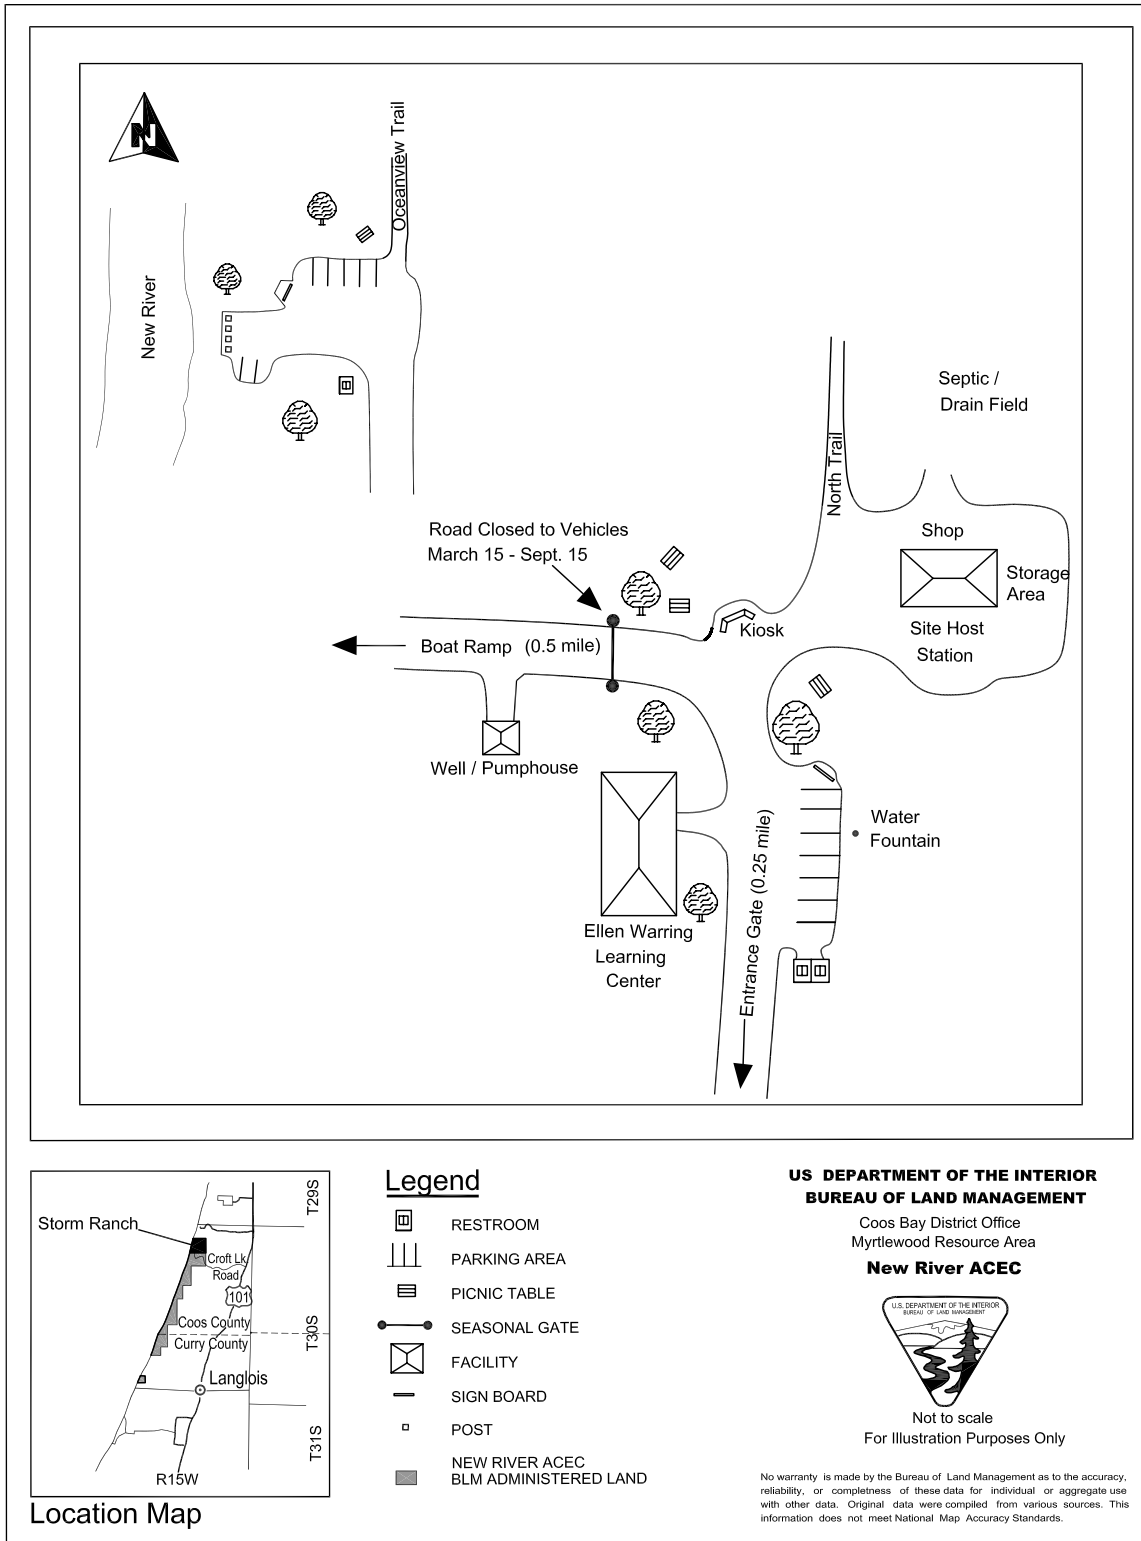 N
Oceanview Trail
New River
Septic /
Drain Field
North Trail
Road Closed to Vehicles
March 15 - Sept. 15
Shop
Storage
Area
Kiosk
Site Host
Station
Boat Ramp (0.5 mile)
Well / Pumphouse
Water
Fountain
Entrance Gate (0.25 mile)
Ellen Warring
Learning
Center
Storm Ranch
T29S
Croft Lk.
Road
101
Coos County
Curry County
T30S
Langlois
T31S
R15W
Location Map
Legend
RESTROOM
PARKING AREA
PICNIC TABLE
SEASONAL GATE
FACILITY
SIGN BOARD
POST
NEW RIVER ACEC
BLM ADMINISTERED LAND
US DEPARTMENT OF THE INTERIOR
BUREAU OF LAND MANAGEMENT
Coos Bay District Office
Myrtlewood Resource Area
New River ACEC
U.S. DEPARTMENT OF THE INTERIOR
BUREAU OF LAND MANAGEMENT
Not to scale
For Illustration Purposes Only
No warranty is made by the Bureau of Land Management as to the accuracy,
reliability, or completness of these data for individual or aggregate use
with other data. Original data were compiled from various sources. This
information does not meet National Map Accuracy Standards.